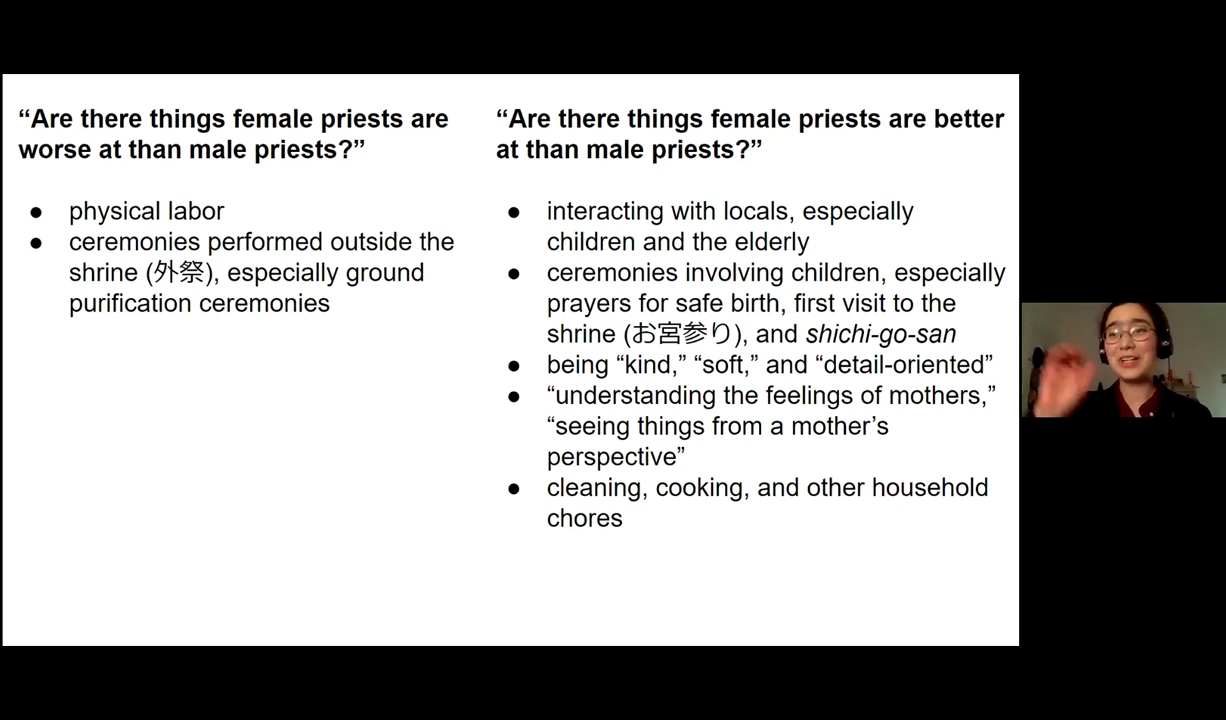 “Are there things female priests are
worse at than male priests?”
● physical labor
● ceremonies performed outside the
shrine (外祭), especially ground
purification ceremonies
“Are there things female priests are better
at than male priests?”
● interacting with locals, especially
children and the elderly
● ceremonies involving children, especially
prayers for safe birth, first visit to the
shrine (お宮参り), and shichi-go-san
● being “kind,” “soft,” and “detail-oriented”
● “understanding the feelings of mothers,”
“seeing things from a mother’s
perspective”
● cleaning, cooking, and other household
chores